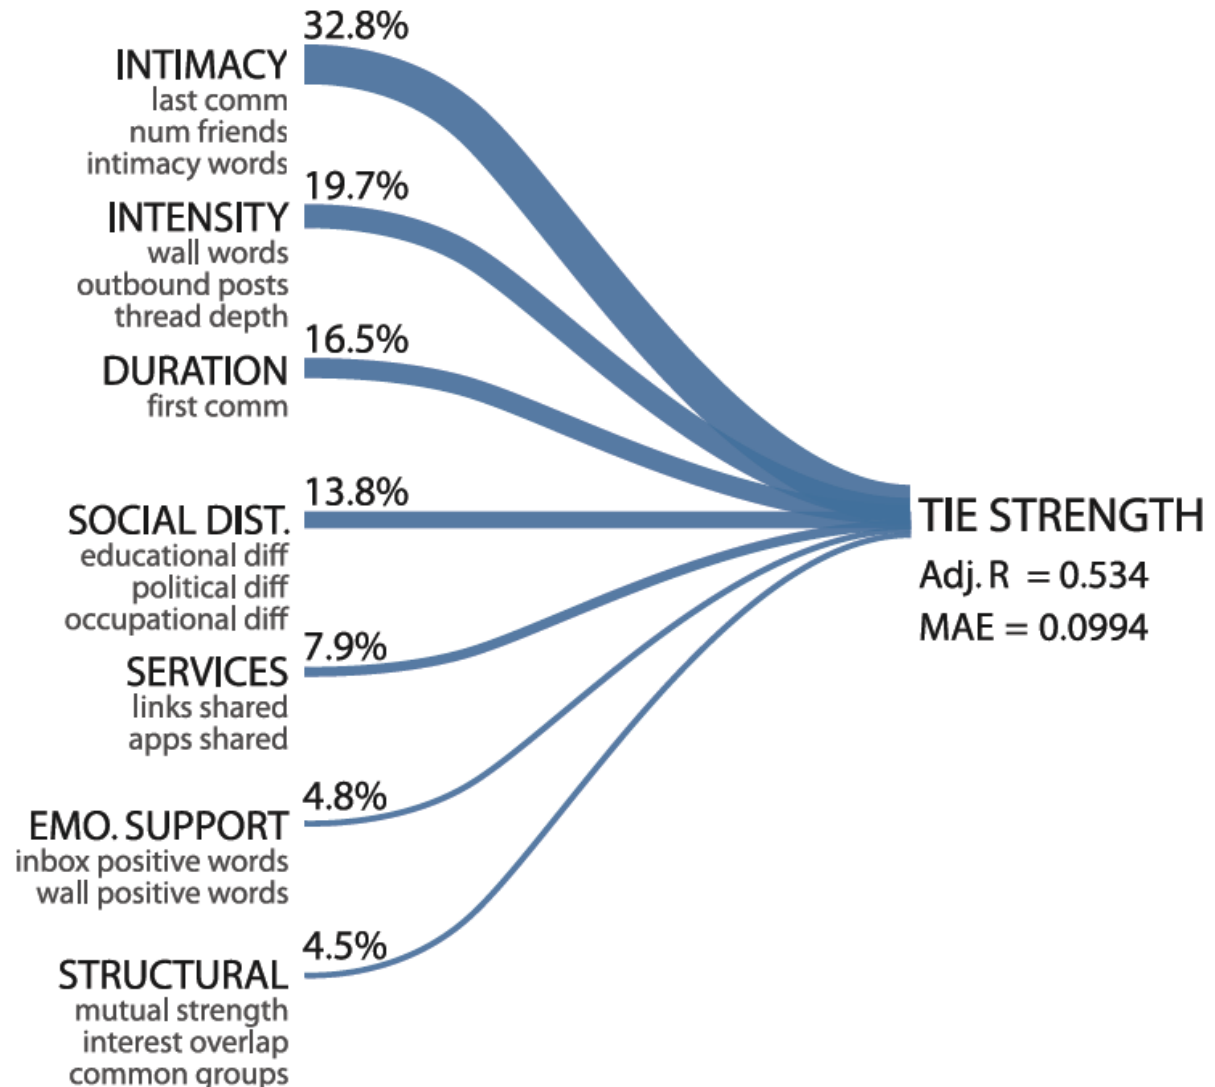 32.8%
INTIMACY
last comm
num friends
intimacy words
19.7%
INTENSITY
wall words
outbound posts
thread depth
16.5%
DURATION
first comm
13.8%
SOCIAL DIST.
educational diff
political diff
occupational diff
7.9%
SERVICES
links shared
apps shared
4.8%
EMO. SUPPORT
inbox positive words
wall positive words
4.5%
STRUCTURAL
mutual strength
interest overlap
common groups
TIE STRENGTH
Adj. R = 0.534
MAE = 0.0994